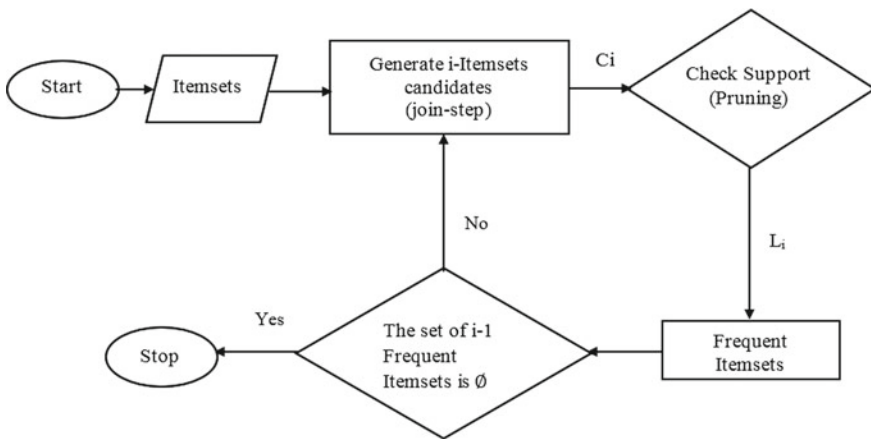 Start
Itemsets
Generate i-Itemsets
candidates
(join-step)
Ci
Check Support
(Pruning)
Li
Frequent
Itemsets
The set of i-1
Frequent
Itemsets is Ø
No
Yes
Stop